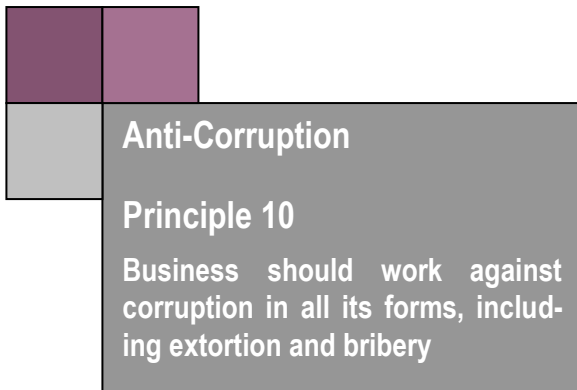 Anti-Corruption
Principle 10
Business should work against
corruption in all its forms, includ-
ing extortion and bribery